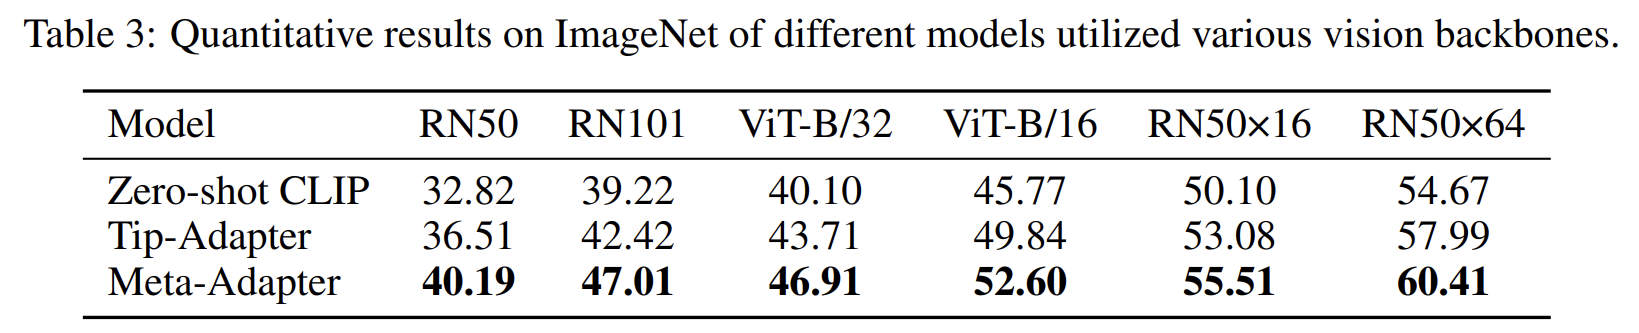 Table 3: Quantitative results on ImageNet of different models utilized various vision backbones.
Model RN50 RN101 ViT-B/32 ViT-B/16 RN50×16 RN50×64
Zero-shot CLIP 32.82 39.22 40.10 45.77 50.10 54.67
Tip-Adapter 36.51 42.42 43.71 49.84 53.08 57.99
Meta-Adapter 40.19 47.01 46.91 52.60 55.51 60.41